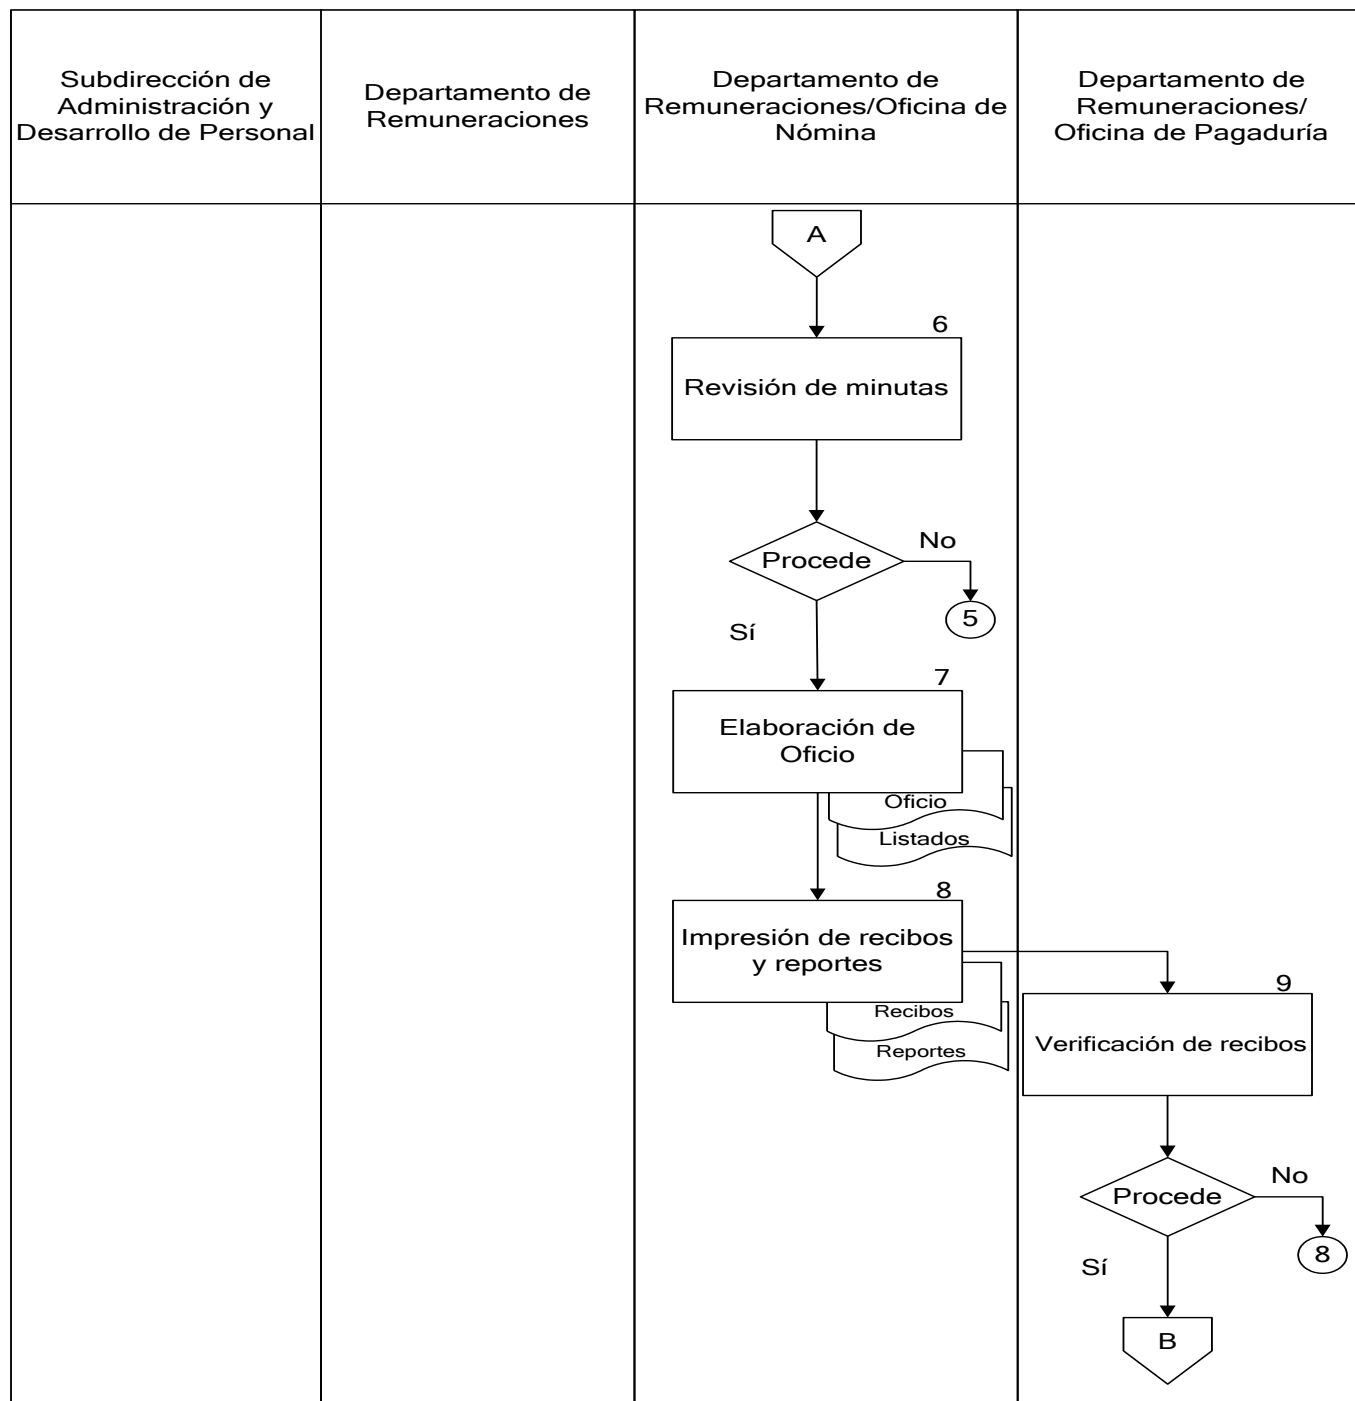 Subdirección de
Administración y
Desarrollo de Personal
Departamento de
Remuneraciones
Departamento de
Remuneraciones/Oficina de
Nómina
Departamento de
Remuneraciones/
Oficina de Pagaduría
A
6
Revisión de minutas
Procede
No
5
Sí
7
Elaboración de
Oficio
Oficio
Listados
8
Impresión de recibos
y reportes
Recibos
Reportes
9
Verificación de recibos
Procede
No
8
Sí
B